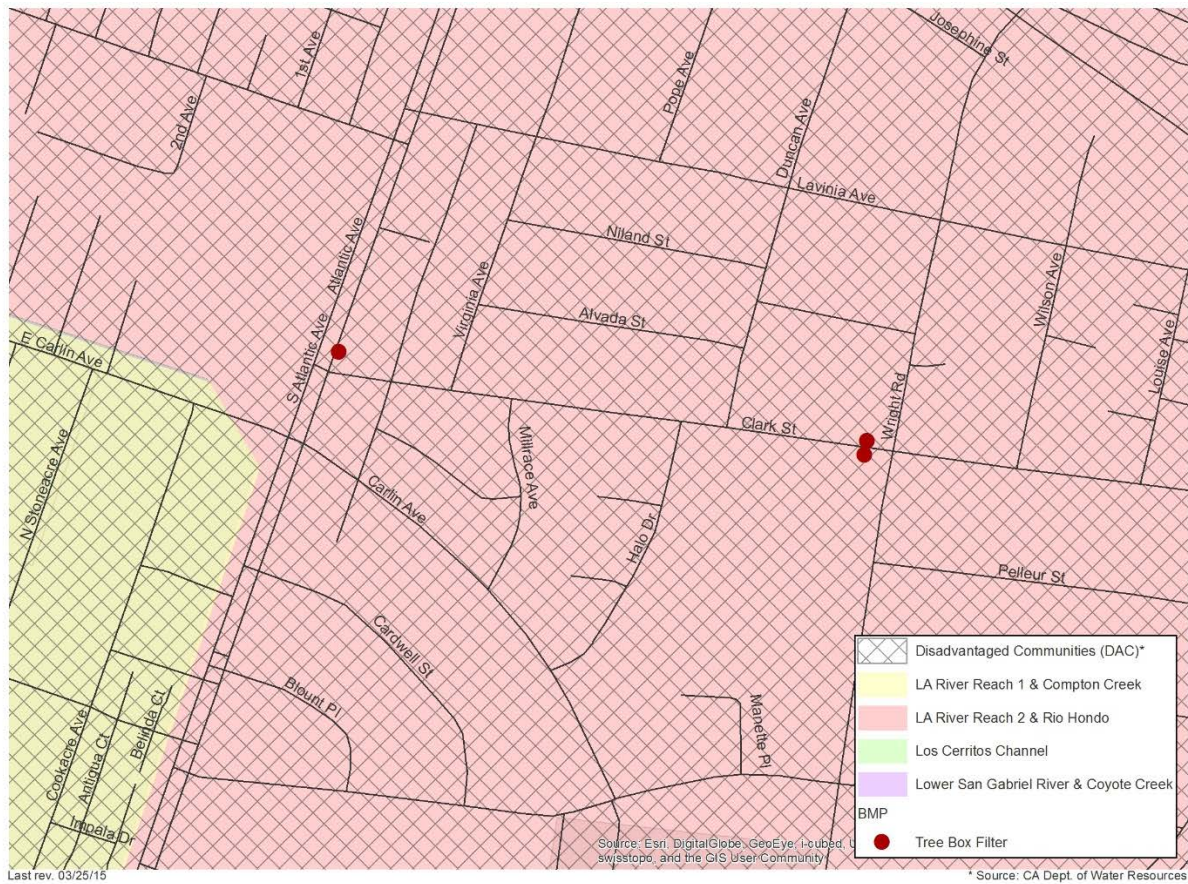 Josephine St
1st Ave
Pope Ave
2nd Ave
Duncan Ave
Lavinia Ave
Niland St
Atlantic Ave
Wilson Ave
Virginia Ave
Alvada St
Louise Ave
E Carlin Ave
S Atlantic Ave
Wright Rd
Clark St
N Stoneacre Ave
Millrace Ave
Carlin Ave
Halo Dr
Pelleur St
Cardwell St
Blount Pl
Manette Pl
Cookacre Ave
Antigua Ct
Belinda Ct
Impala Dr
Disadvantaged Communities (DAC)*
LA River Reach 1 & Compton Creek
LA River Reach 2 & Rio Hondo
Los Cerritos Channel
Lower San Gabriel River & Coyote Creek
BMP
Tree Box Filter
Source: Esri, DigitalGlobe, GeoEye, i-cubed,
swisstopo, and the GIS User Community
Last rev. 03/25/15
* Source: CA Dept. of Water Resources